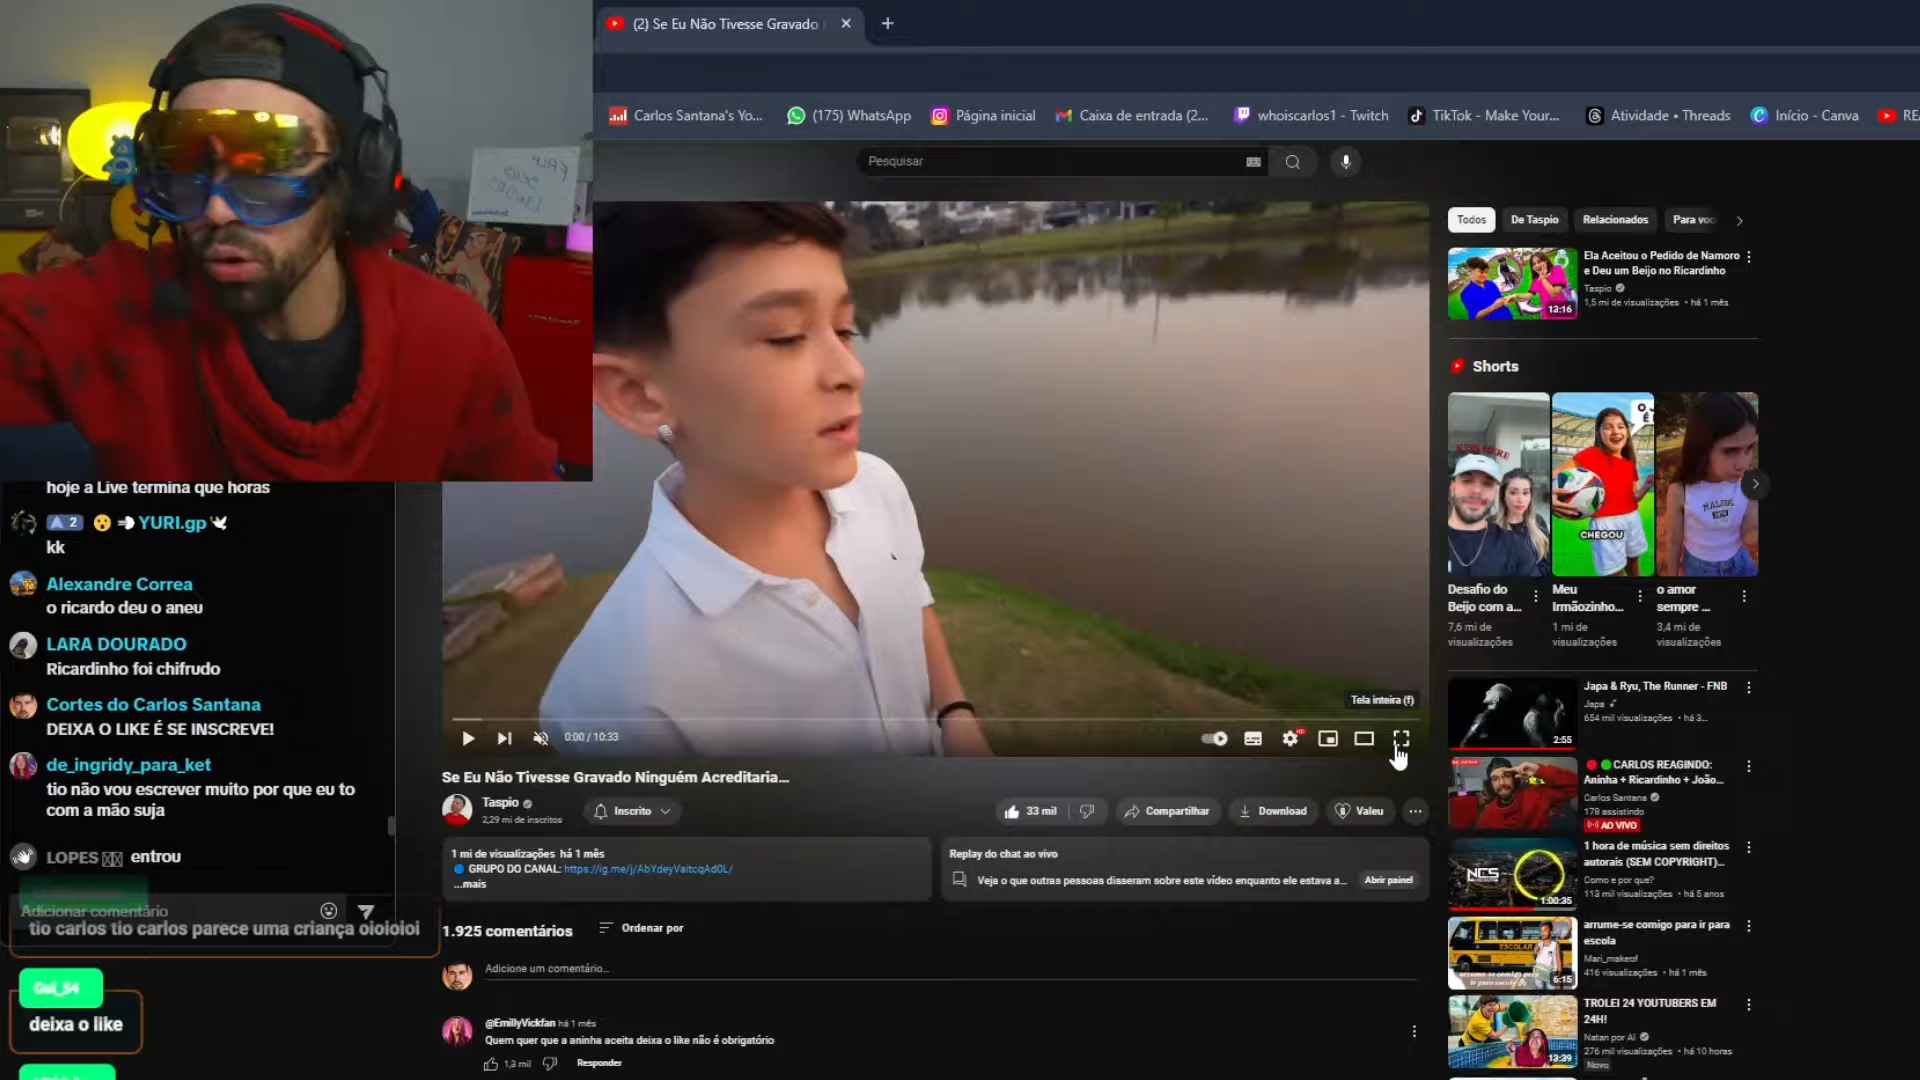 (2) Se Eu Não Tivesse Gravado
Carlos Santana's Yo...
(175) WhatsApp
Página inicial
Caixa de entrada (2...
whoiscarlos1 - Twitch
TikTok - Make Your...
Atividade • Threads
Início - Canva
Pesquisar
Todos
De Taspio
Relacionados
Para voc
Ela Aceitou o Pedido de Namoro
e Deu um Beijo no Ricardinho
Taspio
1,5 mi de visualizações • há 1 mês
13:16
Shorts
CHEGOU
Desafio do
Beijo com a...
7,6 mi de
visualizações
Meu
Irmãozinho...
1 mi de
visualizações
o amor
sempre ...
3,4 mi de
visualizações
hoje a Live termina que horas
2
YURI.gp
kk
Alexandre Correa
o ricardo deu o aneu
LARA DOURADO
Ricardinho foi chifrudo
Cortes do Carlos Santana
DEIXA O LIKE É SE INSCREVE!
de_ingridy_para_ket
tio não vou escrever muito por que eu to
com a mão suja
LOPES entrou
Adicionar comentário
tio carlos tio carlos parece uma criança oioioioi
Gui_S4
deixa o like
Tela inteira (f)
0:00 / 10:33
Se Eu Não Tivesse Gravado Ninguém Acreditaria...
Taspio
2,29 mi de inscritos
Inscrito
33 mil
Compartilhar
Download
Valeu
1 mi de visualizações há 1 mês
GRUPO DO CANAL: https://ig.me/j/AbYdeyVaitcqAd0L/
...mais
Replay do chat ao vivo
Veja o que outras pessoas disseram sobre este vídeo enquanto ele estava a...
Abrir painel
1.925 comentários
Ordenar por
Adicione um comentário...
@EmillyVickfan há 1 mês
Quem quer que a aninha aceita deixa o like não é obrigatório
1,3 mil
Responder
Japa & Ryu, The Runner - FNB
Japa
654 mil visualizações • há 3...
2:55
CARLOS REAGINDO:
Aninha + Ricardinho + João...
Carlos Santana
178 assistindo
AO VIVO
1 hora de música sem direitos
autorais (SEM COPYRIGHT)...
Como e por que?
113 mil visualizações • há 5 anos
NCS
1:00:35
arrume-se comigo para ir para
escola
Mari_makeof
416 visualizações • há 1 mês
ESCOLAR
6:15
TROLEI 24 YOUTUBERS EM
24H!
Natan por Aí
276 mil visualizações • há 10 horas
Novo
13:39